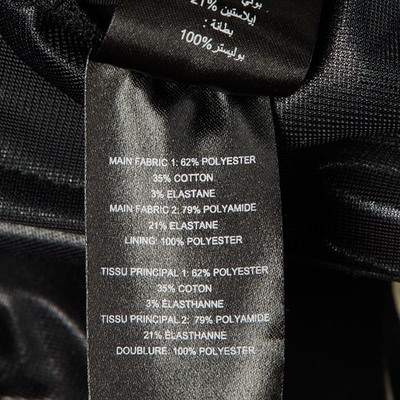 بولي
إيلاستين 21%
بطانة :
بوليستر 100%
MAIN FABRIC 1: 62% POLYESTER
35% COTTON
3% ELASTANE
MAIN FABRIC 2: 79% POLYAMIDE
21% ELASTANE
LINING: 100% POLYESTER
TISSU PRINCIPAL 1: 62% POLYESTER
35% COTON
3% ÉLASTHANNE
TISSU PRINCIPAL 2: 79% POLYAMIDE
21% ÉLASTHANNE
DOUBLURE: 100% POLYESTER